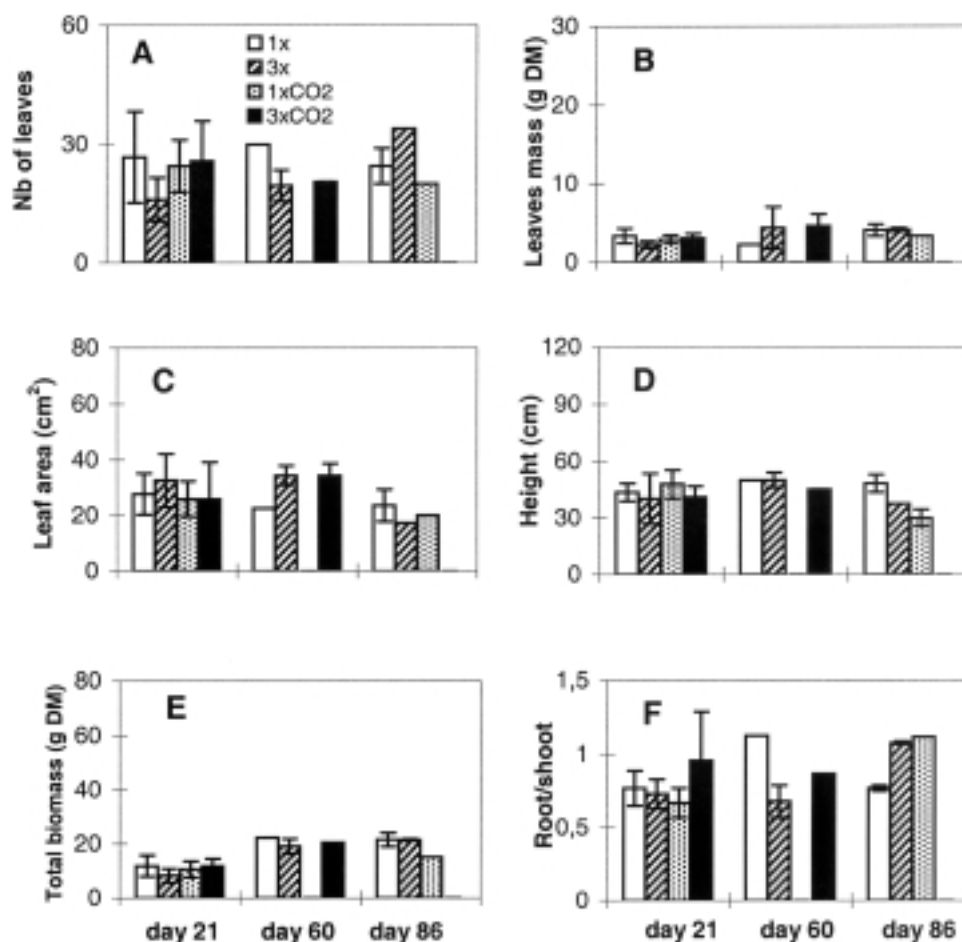 A
1x
3x
1xCO2
3xCO2
Nb of leaves
60
30
0
B
Leaves mass (g DM)
30
20
10
0
C
Leaf area (cm²)
80
60
40
20
0
D
Height (cm)
120
90
60
30
0
E
Total biomass (g DM)
80
60
40
20
0
day 21 day 60 day 86
F
Root/shoot
1,5
1
0,5
0
day 21 day 60 day 86